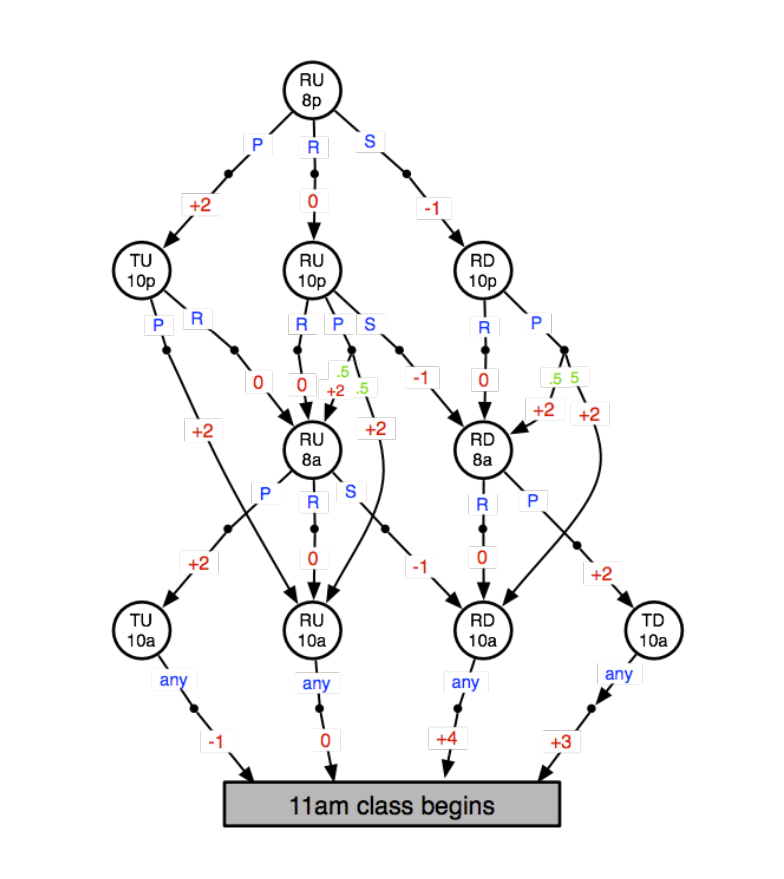 RU
8p
P
R
S
+2
0
-1
TU
10p
RU
10p
RD
10p
P
R
R
P
S
R
P
.5
.5
.5
.5
0
0
+2
-1
0
+2
+2
+2
+2
RU
8a
RD
8a
P
R
S
R
P
+2
0
-1
0
+2
TU
10a
RU
10a
RD
10a
TD
10a
any
any
any
any
-1
0
+4
+3
11am class begins